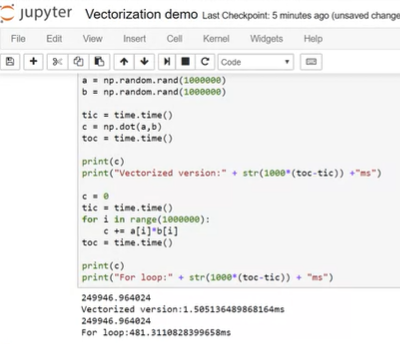 jupyter Vectorization demo Last Checkpoint: 5 minutes ago (unsaved change
File Edit View Insert Cell Kernel Widgets Help
Code
a = np.random.rand(1000000)
b = np.random.rand(1000000)
tic = time.time()
c = np.dot(a,b)
toc = time.time()
print(c)
print("Vectorized version:" + str(1000*(toc-tic)) +"ms")
c = 0
tic = time.time()
for i in range(1000000):
c += a[i]*b[i]
toc = time.time()
print(c)
print("For loop:" + str(1000*(toc-tic)) + "ms")
249946.964024
Vectorized version:1.505136489868164ms
249946.964024
For loop:481.3110828399658ms